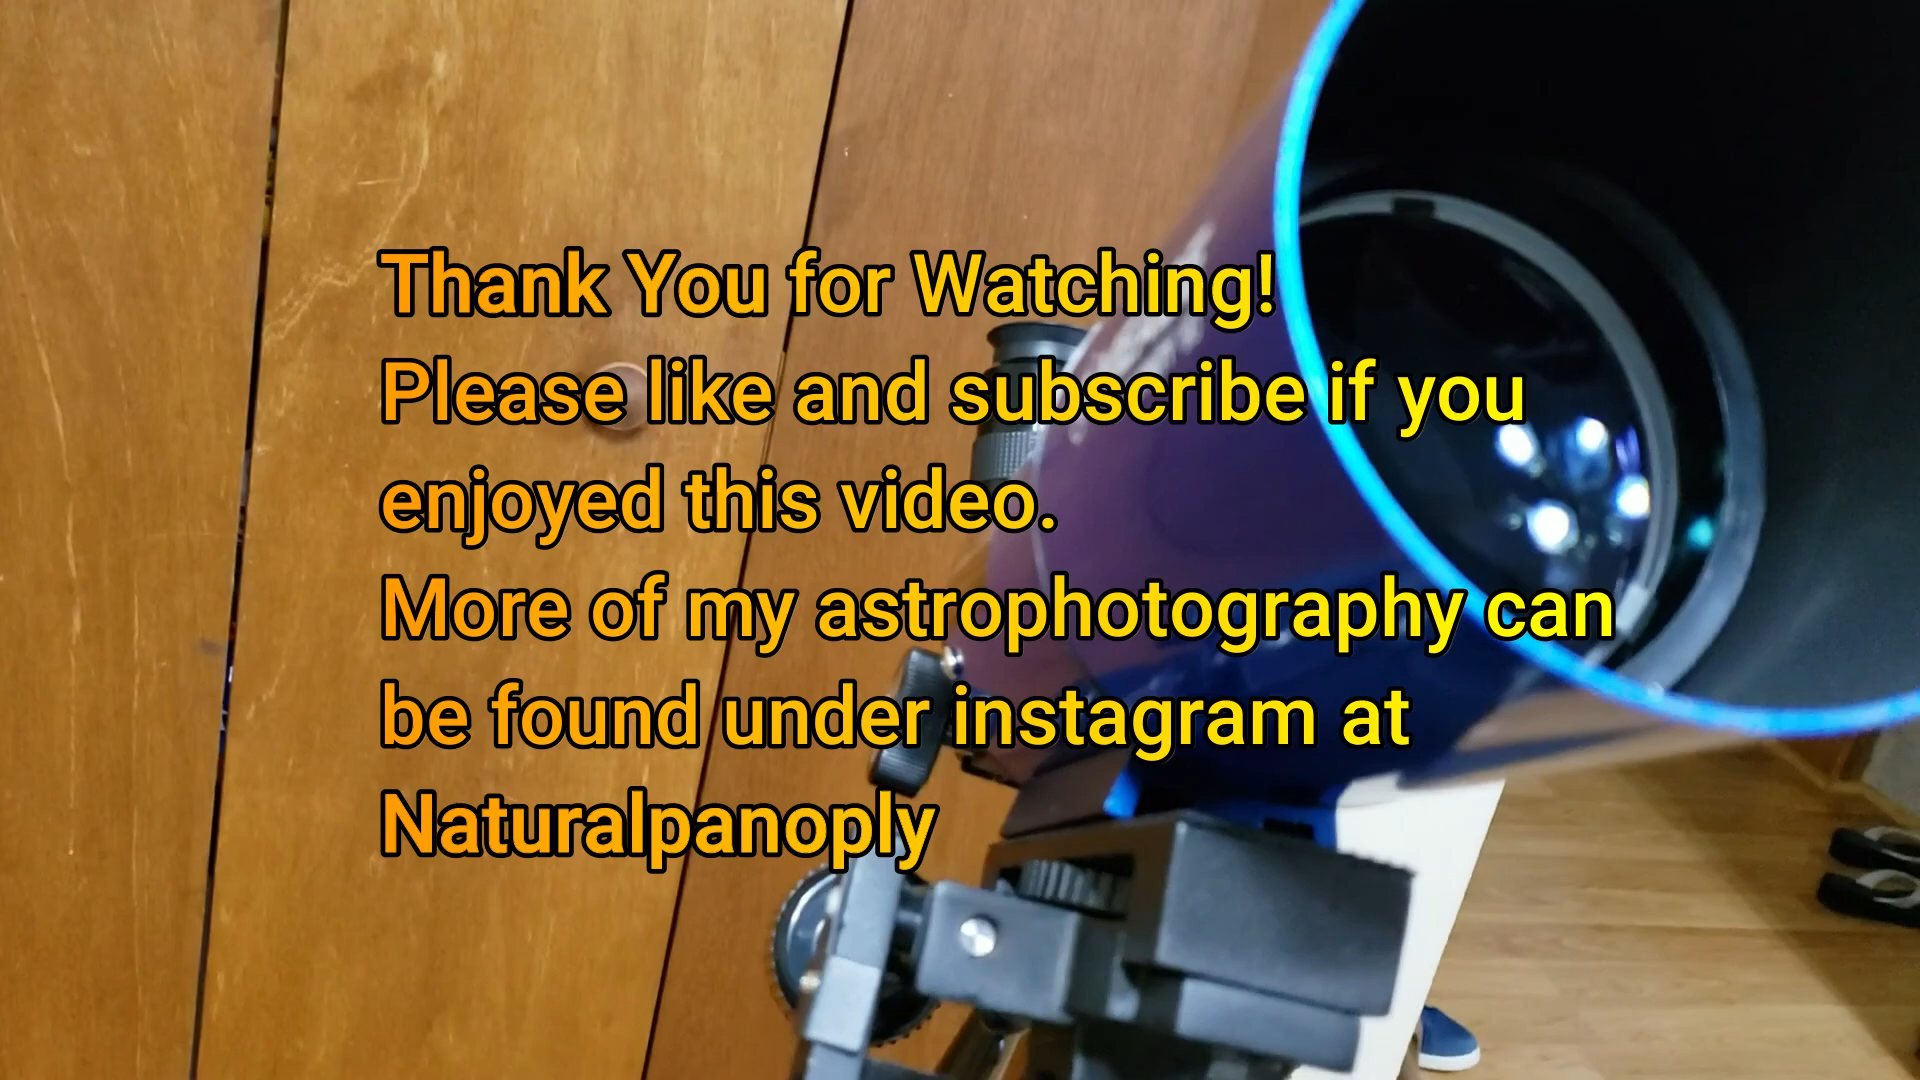 Thank You for Watching!
Please like and subscribe if you
enjoyed this video.
More of my astrophotography can
be found under instagram at
Naturalpanoply